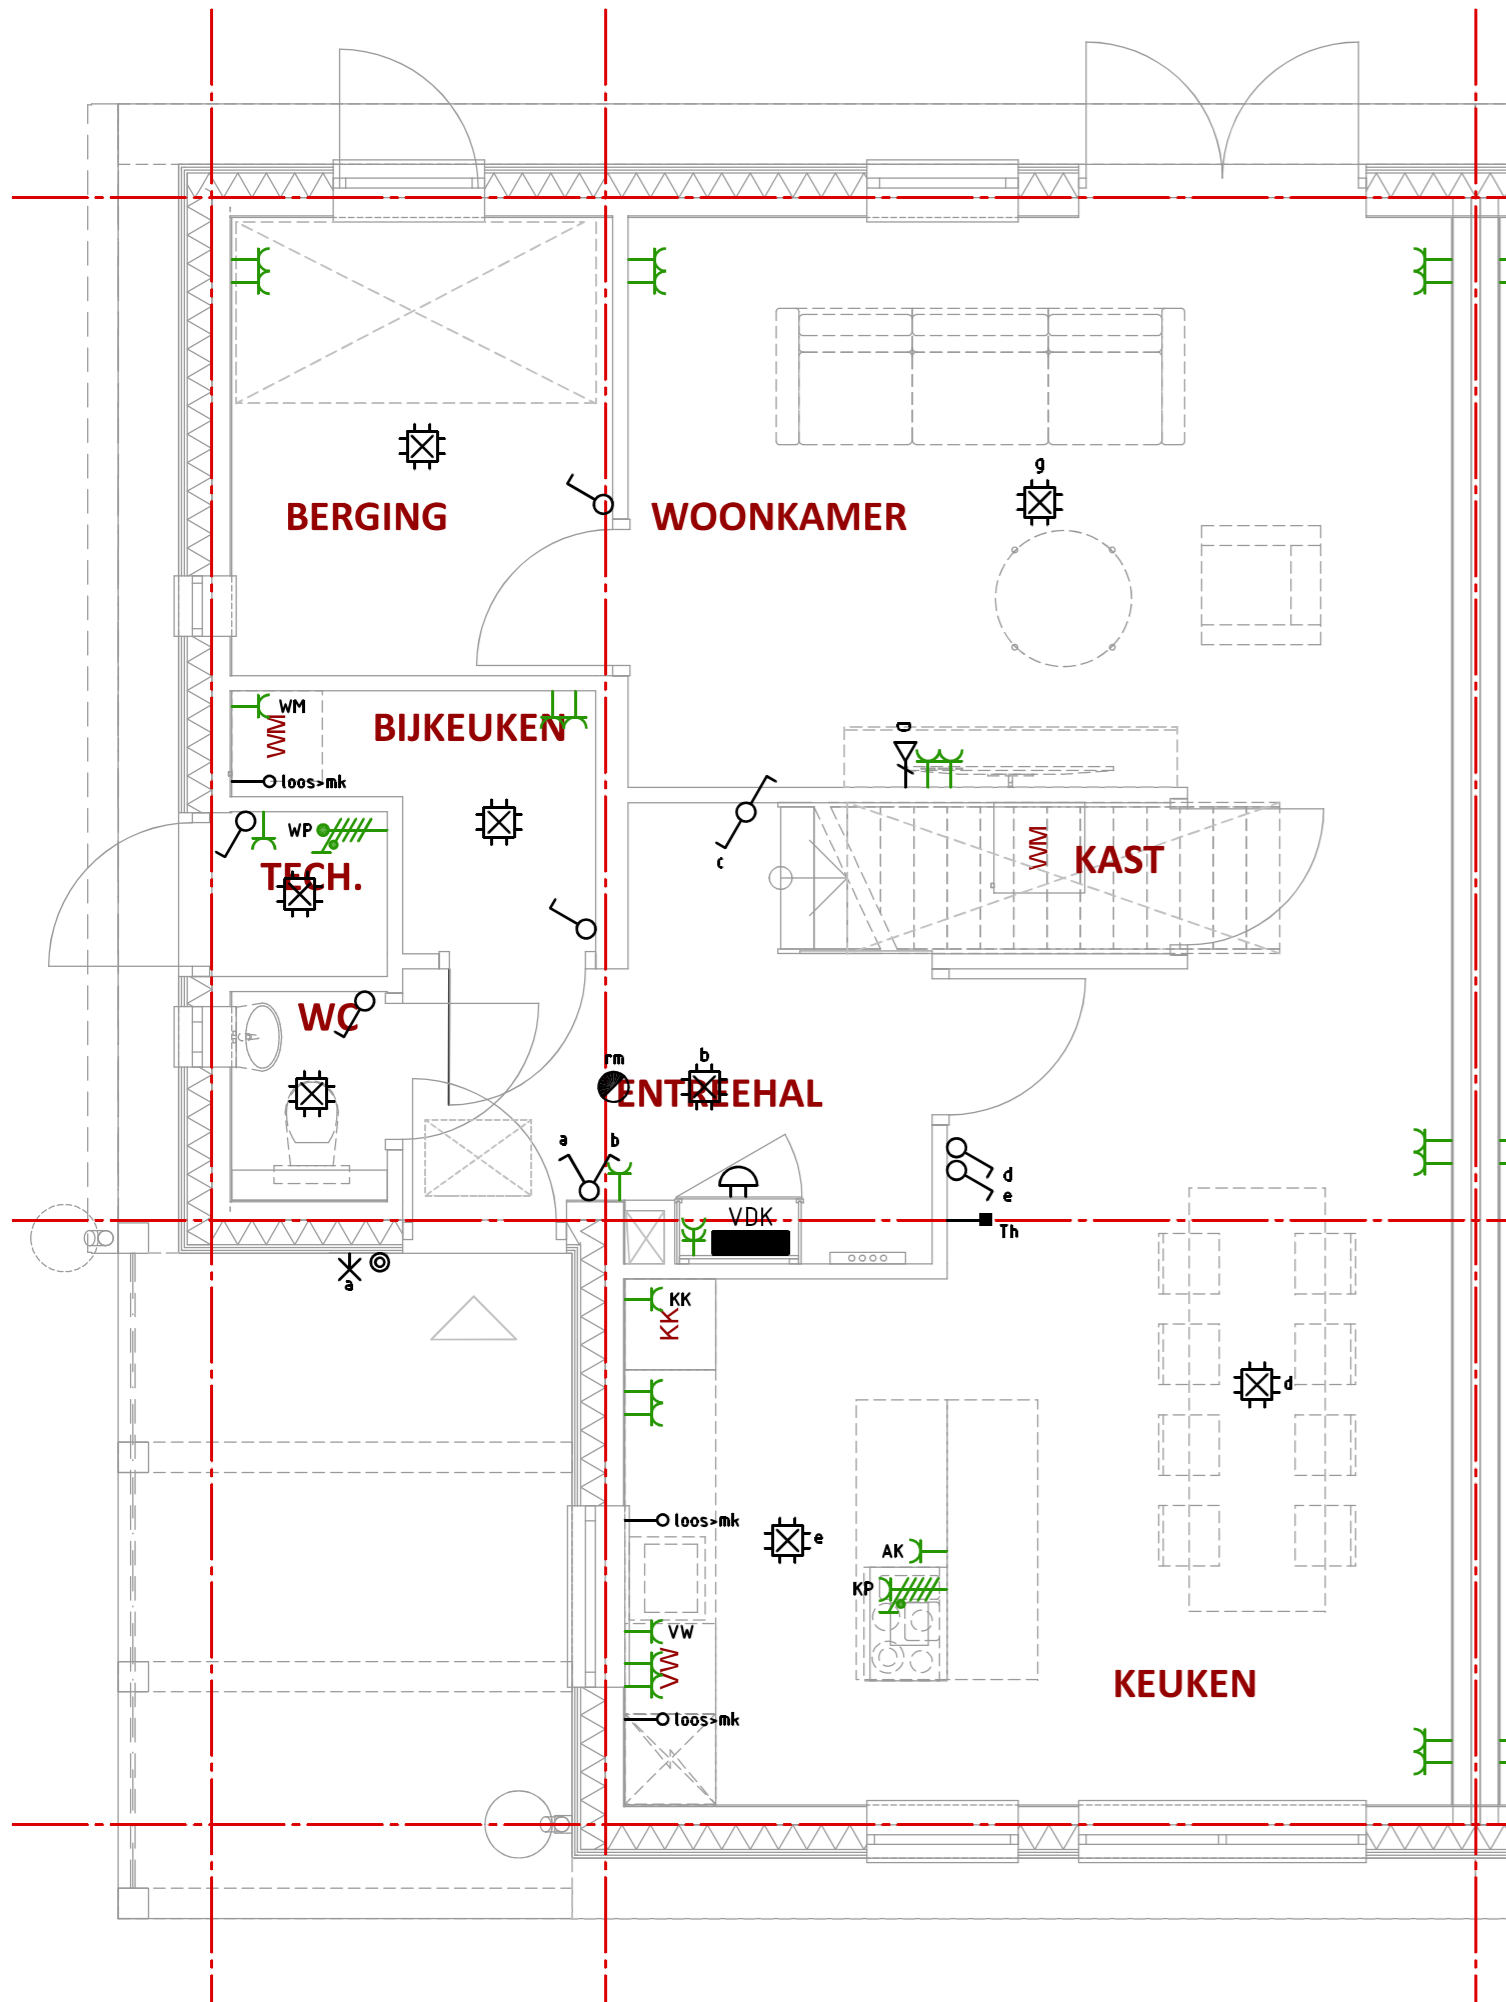 g
BERGING
WOONKAMER
WM
WM
BIJKEUKEN
D
loos>mk
WP
TECH.
c
WM
KAST
WC
rm
b
ENTREEHAL
a
b
d
e
VDK
Th
a
KK
KK
d
loos>mk
e
AK
KP
VW
VW
KEUKEN
loos>mk